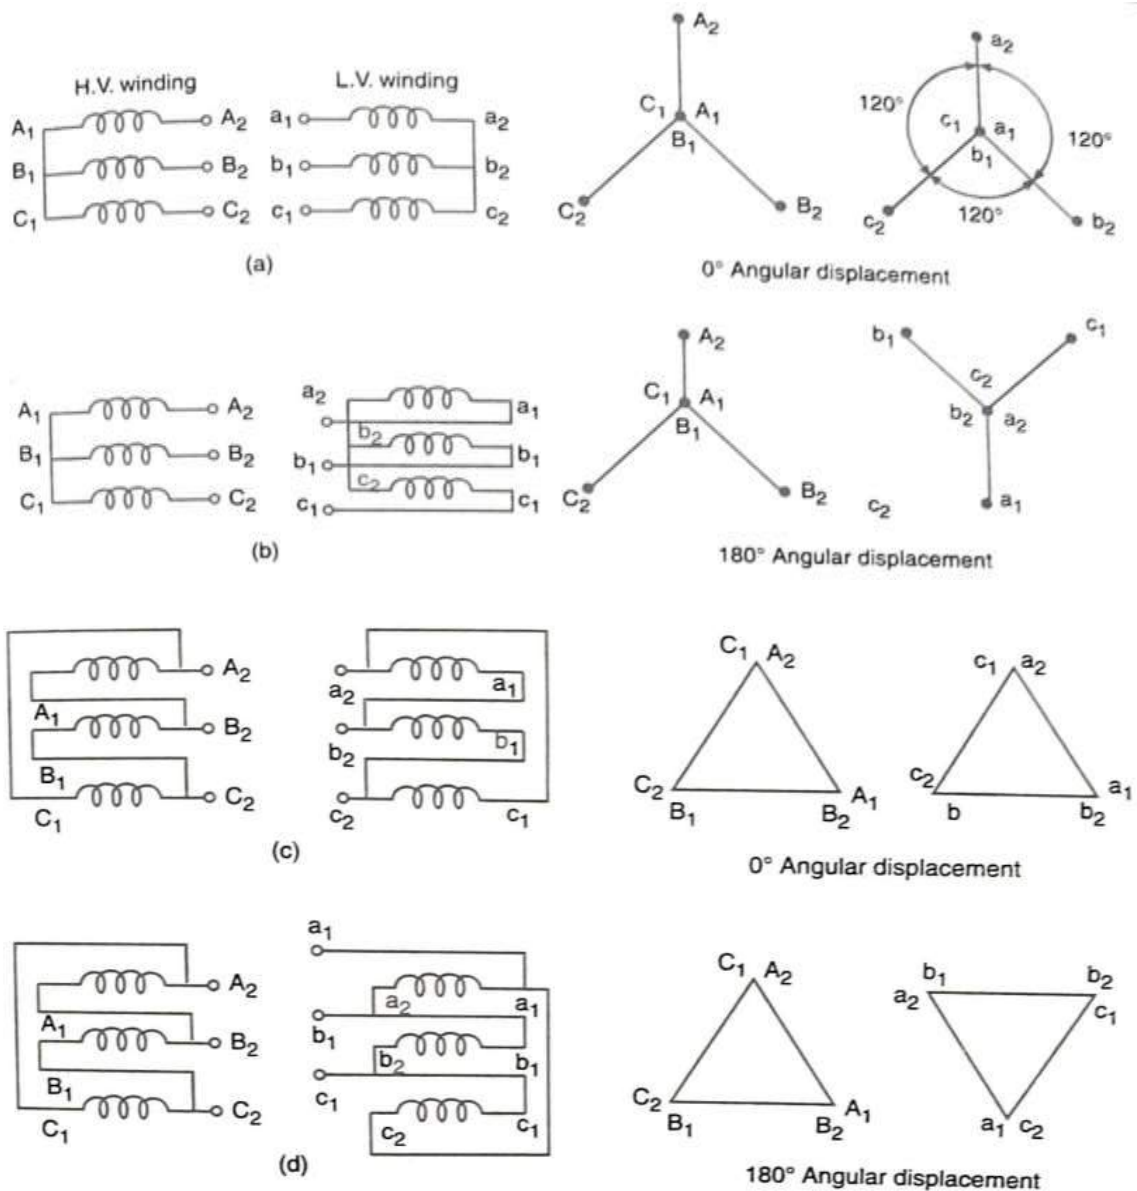 H.V. winding
L.V. winding
A1 A2
B1 B2
C1 C2
a1 a2
b1 b2
c1 c2
(a)
A2
C1 A1
B1
C2 B2
a2
120°
120°
c1 a1
b1
120°
c2 b2
0° Angular displacement
A1 A2
B1 B2
C1 C2
a2 a1
b2
b1 b1
c2
c1 c1
(b)
A2
C1 A1
B1
C2 B2
b1 c1
c2
b2 a2
c2 a1
180° Angular displacement
A2
A1 B2
B1
C2
C1
a2 a1
b2 b1
c2 c1
(c)
C1 A2
C2 A1
B1 B2
c1 a2
c2 a1
b b2
0° Angular displacement
A2
A1 B2
B1
C2
C1
a1
a2 a1
b1
b2 b1
c1
c2 c1
(d)
C1 A2
C2 A1
B1 B2
b1 b2
a2 c1
a1 c2
180° Angular displacement